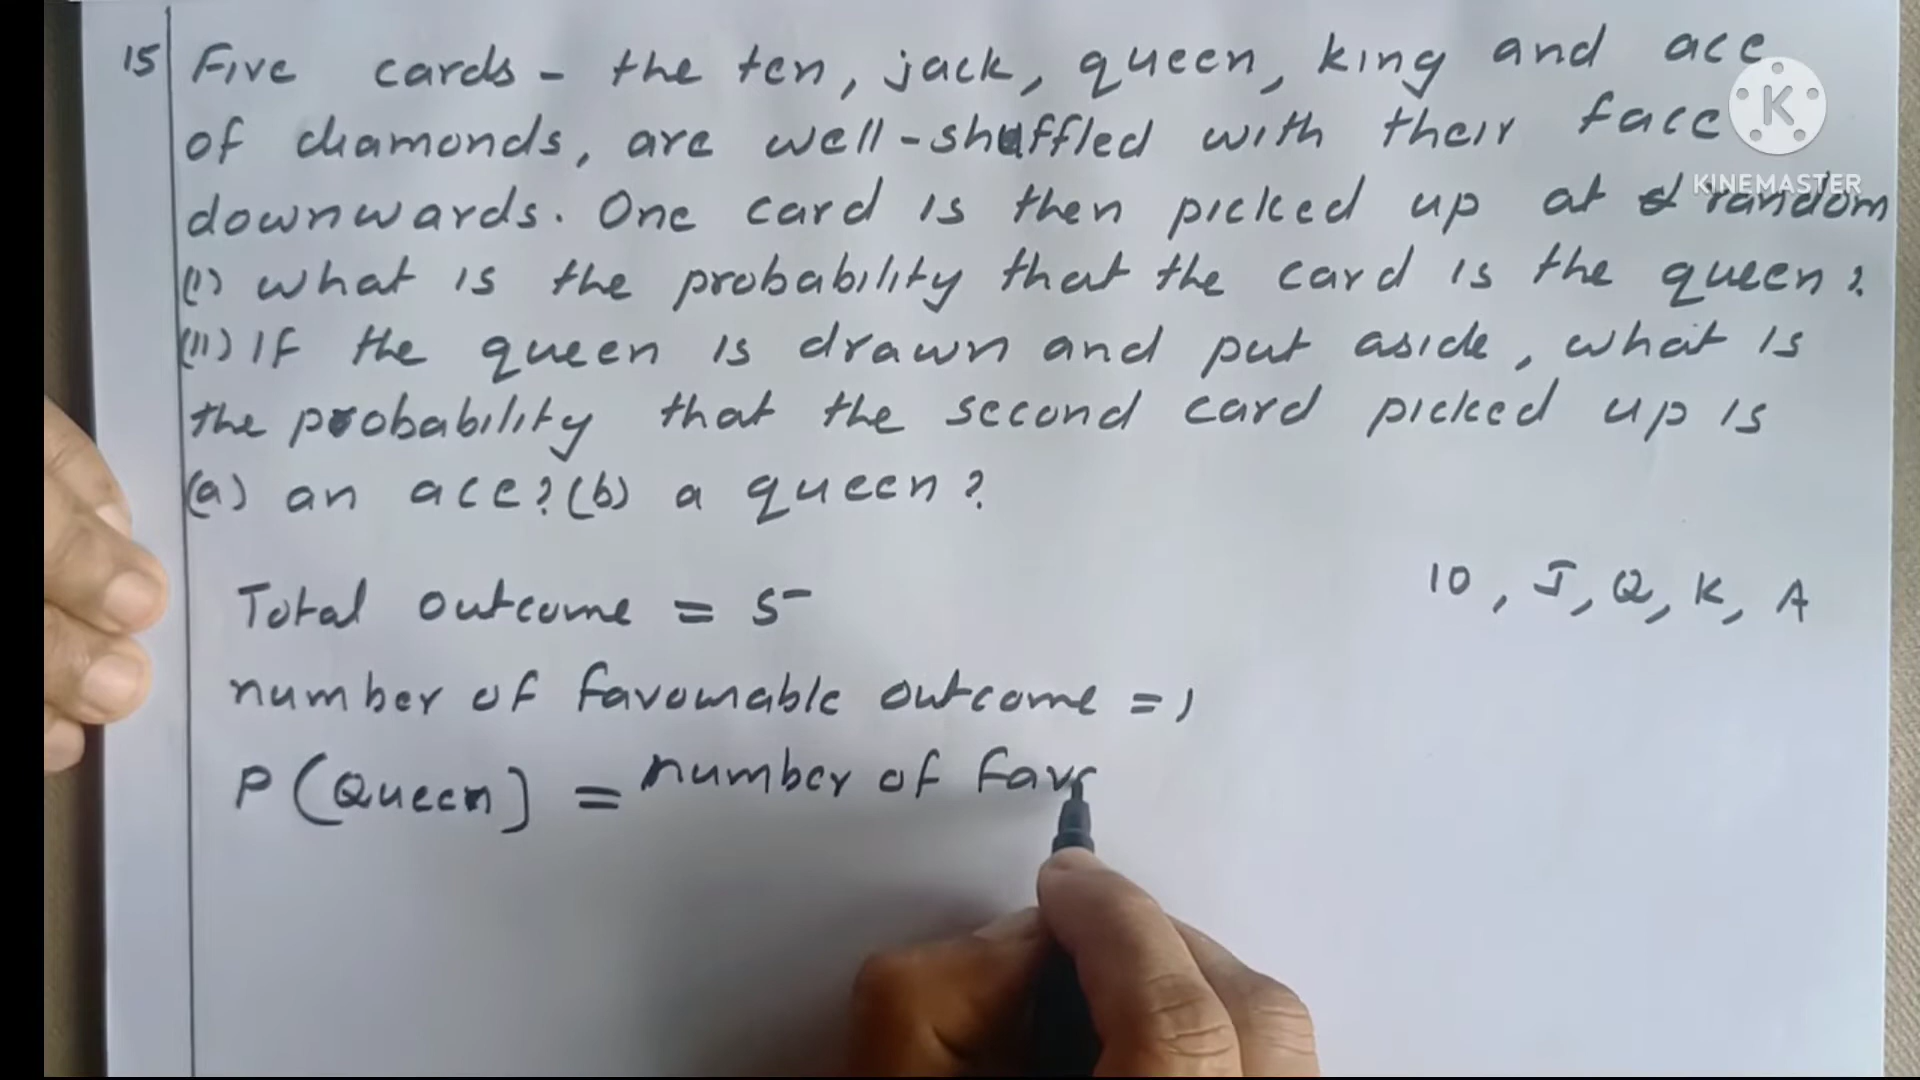 15 Five cards - the ten, jack, queen, king and ace
of diamonds, are well-shuffled with their face
downwards. One card is then picked up at random
(i) what is the probability that the card is the queen?
(ii) If the queen is drawn and put aside, what is
the probability that the second card picked up is
(a) an ace? (b) a queen?
10, J, Q, K, A
Total outcome = 5
number of favourable outcome = 1
P (Queen) = number of favo
K
KINEMASTER